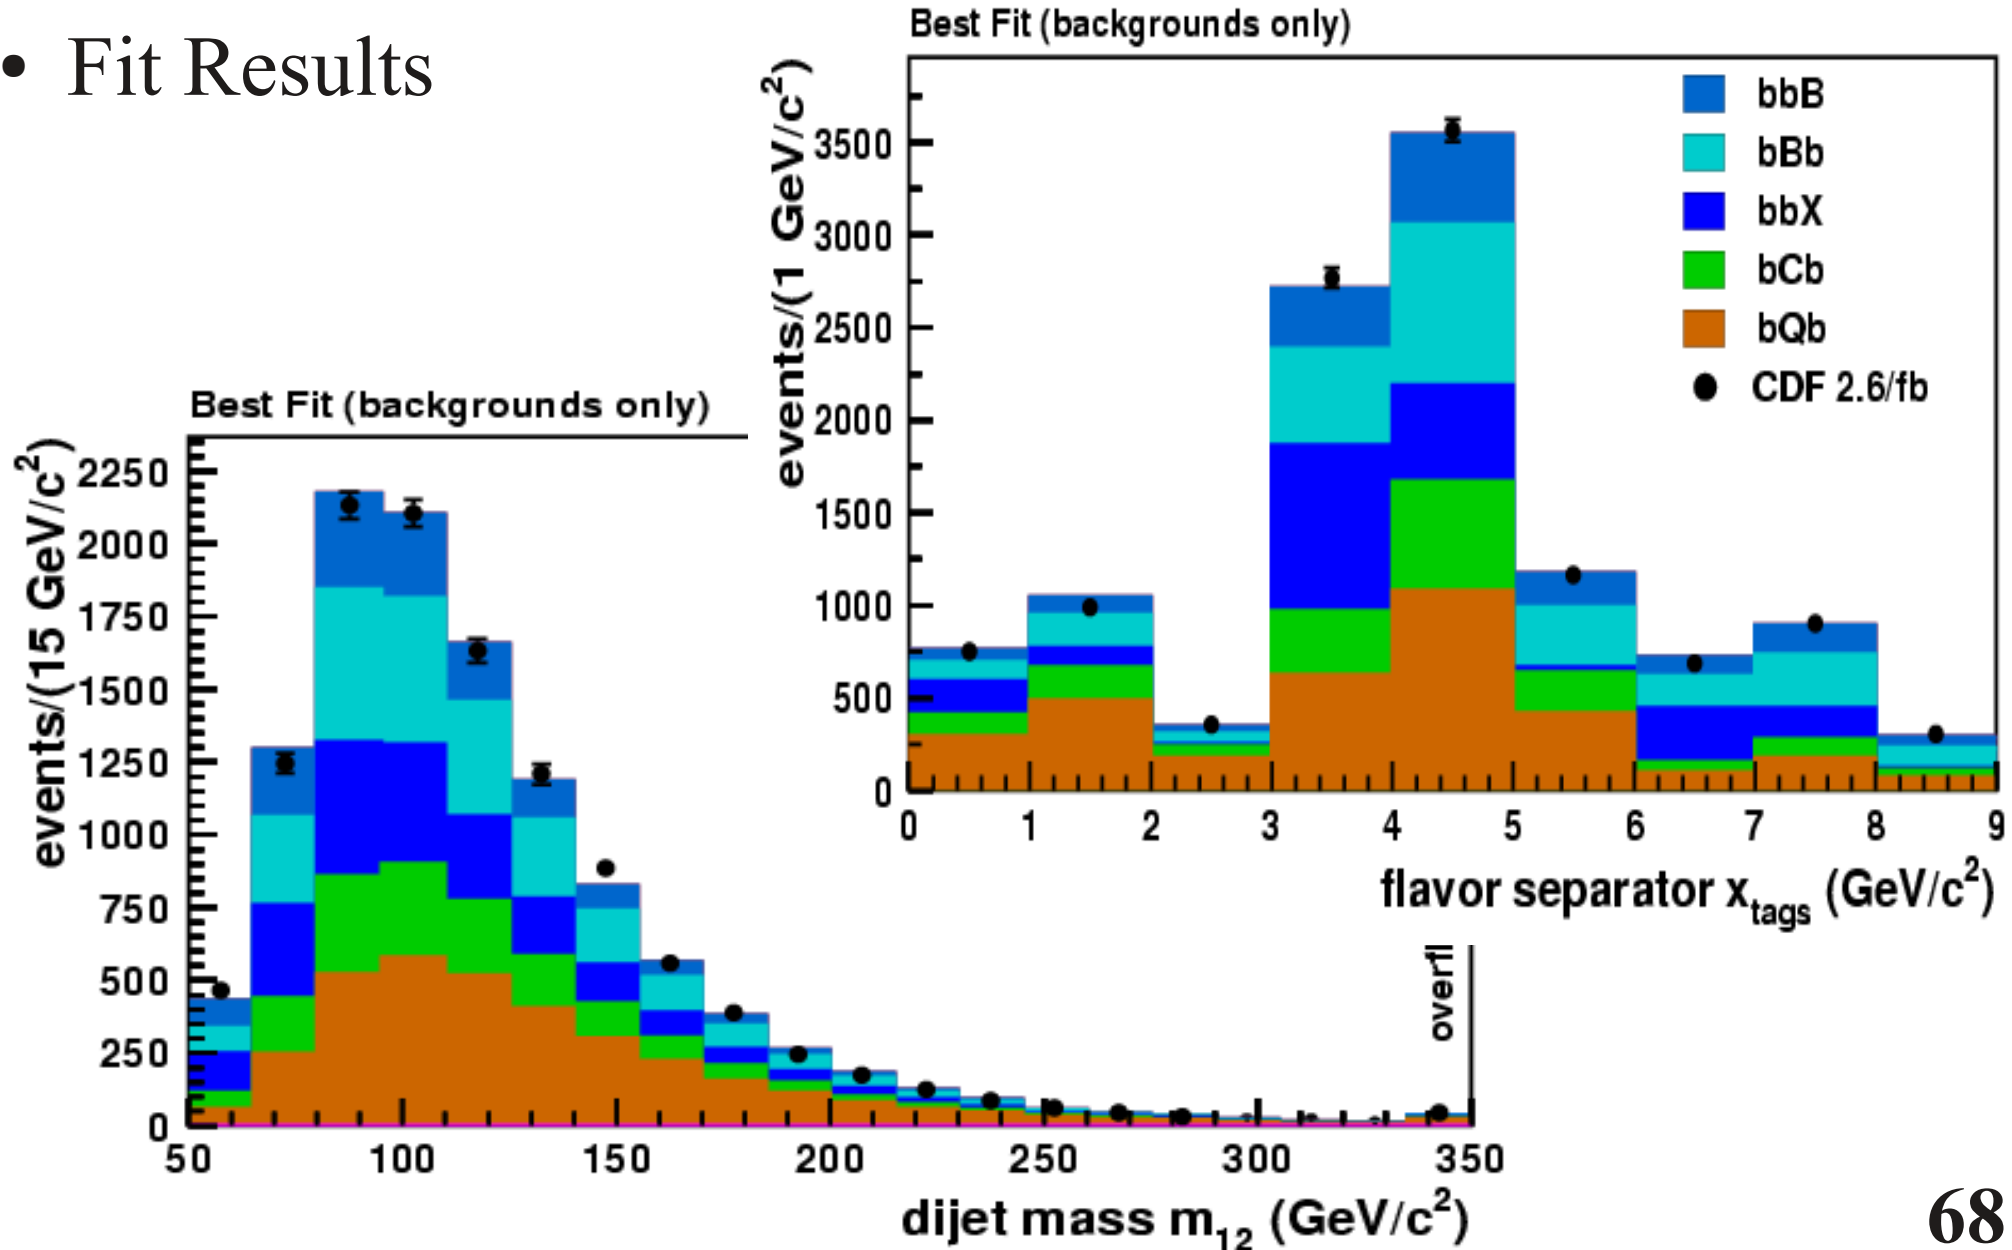 • Fit Results
Best Fit (backgrounds only)
events/(1 GeV/c²)
3500
3000
2500
2000
1500
1000
500
0
0 1 2 3 4 5 6 7 8 9
flavor separator x_tags (GeV/c²)
bbB
bBb
bbX
bCb
bQb
CDF 2.6/fb
Best Fit (backgrounds only)
events/(15 GeV/c²)
2250
2000
1750
1500
1250
1000
750
500
250
0
50 100 150 200 250 300 350
overfl
dijet mass m₁₂ (GeV/c²)
68